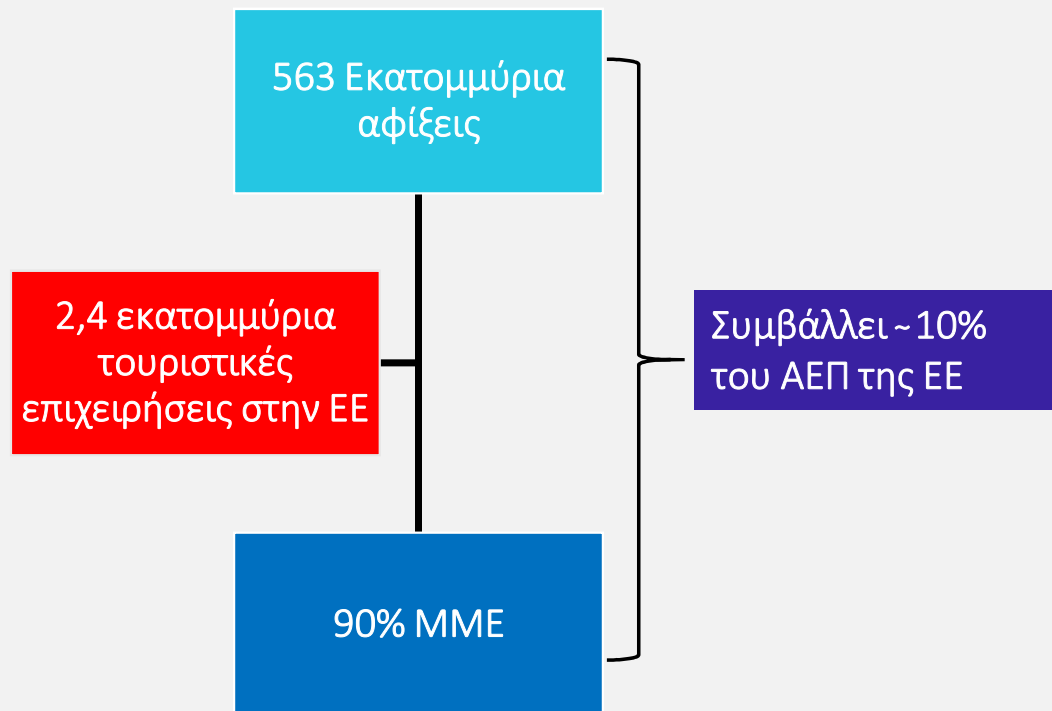 563 Εκατομμύρια
αφίξεις
2,4 εκατομμύρια
τουριστικές
επιχειρήσεις στην ΕΕ
Συμβάλλει ~10%
του ΑΕΠ της ΕΕ
90% ΜΜΕ